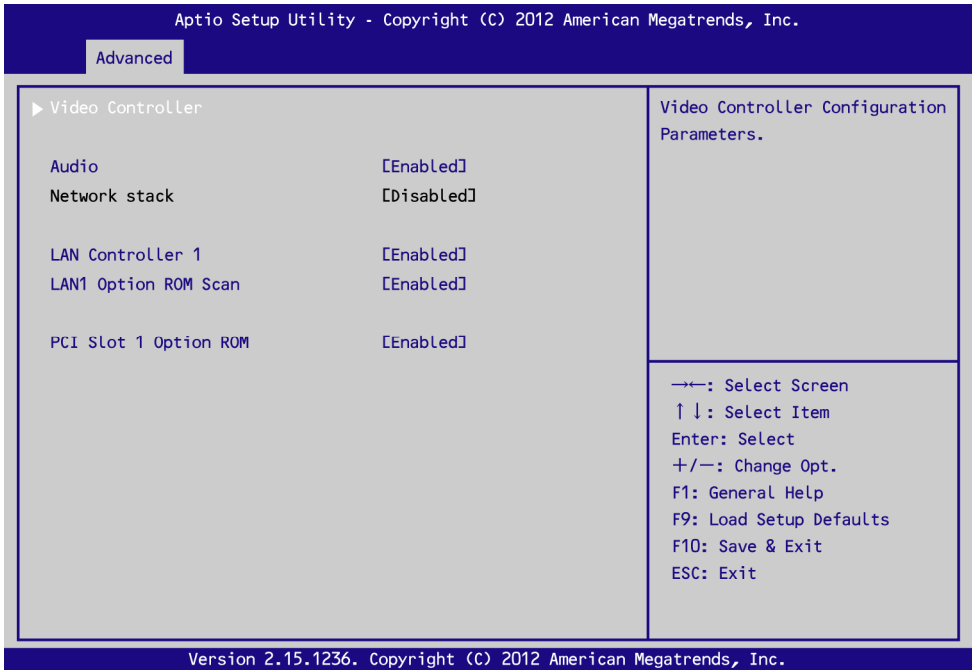 Aptio Setup Utility - Copyright (C) 2012 American Megatrends, Inc.
Advanced
▶ Video Controller
Audio [Enabled]
Network stack [Disabled]
LAN Controller 1 [Enabled]
LAN1 Option ROM Scan [Enabled]
PCI Slot 1 Option ROM [Enabled]
Video Controller Configuration
Parameters.
→←: Select Screen
↑↓: Select Item
Enter: Select
+/-: Change Opt.
F1: General Help
F9: Load Setup Defaults
F10: Save & Exit
ESC: Exit
Version 2.15.1236. Copyright (C) 2012 American Megatrends, Inc.